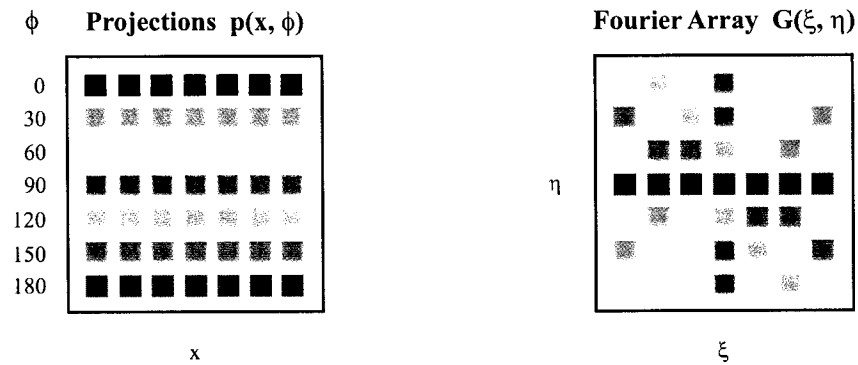 ϕ Projections p(x, ϕ)
0
30
60
90
120
150
180
x
Fourier Array G(ξ, η)
η
ξ